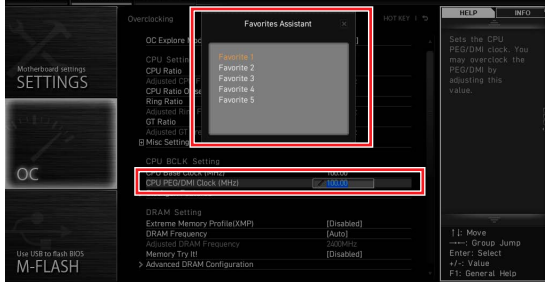 Overclocking
HOT KEY
HELP
INFO
Favorites Assistant
Favorite 1
Favorite 2
Favorite 3
Favorite 4
Favorite 5
OC Explore Mod
CPU Settin
CPU Ratio
Adjusted CPU F
CPU Ratio Offse
Ring Ratio
Adjusted Ring F
GT Ratio
Adjusted GT Fre
Misc Setting
CPU BCLK Setting
CPU Base Clock (MHz) 100.00
CPU PEG/DMI Clock (MHz) 100.00
DRAM Setting
Extreme Memory Profile(XMP) [Disabled]
DRAM Frequency [Auto]
Adjusted DRAM Frequency 2400MHz
Memory Try It! [Disabled]
> Advanced DRAM Configuration
Motherboard settings
SETTINGS
OC
Use USB to flash BIOS
M-FLASH
Sets the CPU
PEG/DMI clock. You
may overclock the
PEG/DMI by
adjusting this
value.
↑↓: Move
→←: Group Jump
Enter: Select
+/-: Value
F1: General Help